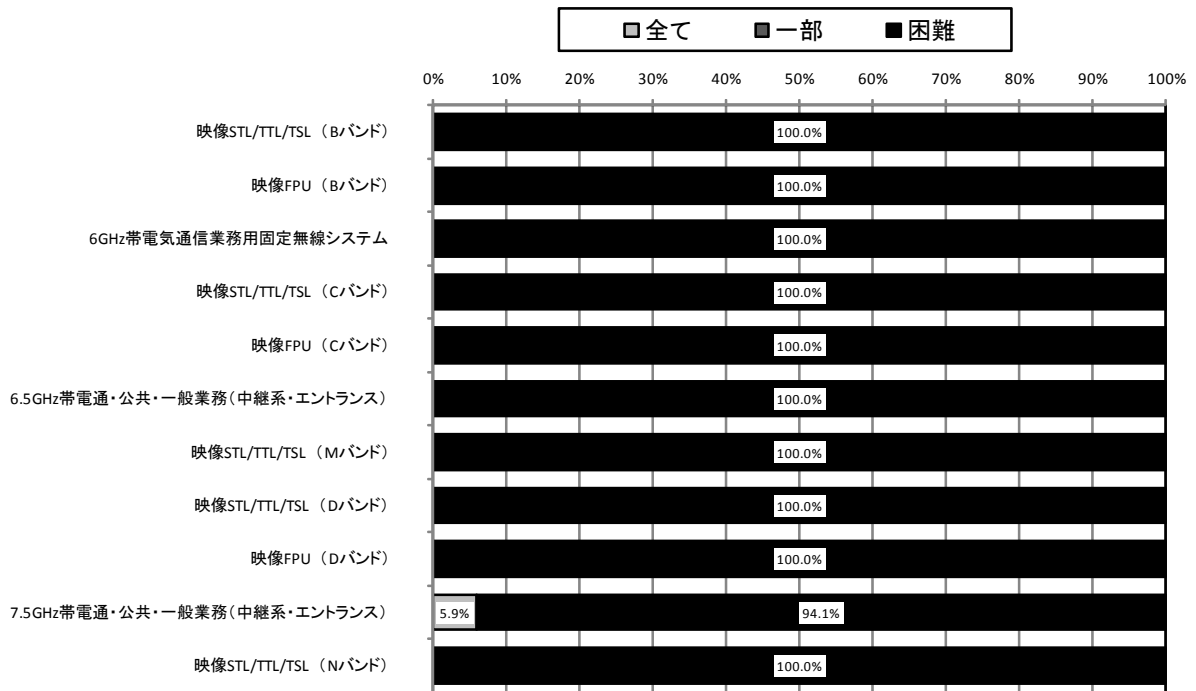 全て 一部 困難
0% 10% 20% 30% 40% 50% 60% 70% 80% 90% 100%
映像STL/TTL/TSL（Bバンド） 100.0%
映像FPU（Bバンド） 100.0%
6GHz帯電気通信業務用固定無線システム 100.0%
映像STL/TTL/TSL（Cバンド） 100.0%
映像FPU（Cバンド） 100.0%
6.5GHz帯電通・公共・一般業務（中継系・エントランス） 100.0%
映像STL/TTL/TSL（Mバンド） 100.0%
映像STL/TTL/TSL（Dバンド） 100.0%
映像FPU（Dバンド） 100.0%
7.5GHz帯電通・公共・一般業務（中継系・エントランス） 5.9% 94.1%
映像STL/TTL/TSL（Nバンド） 100.0%